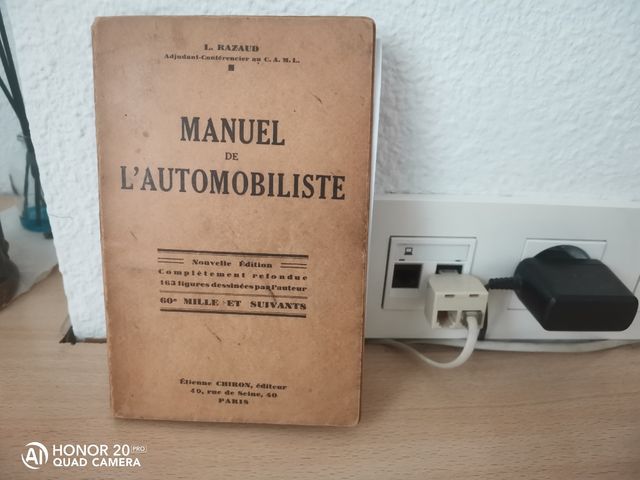 L. RAZAUD
Adjudant-Conférencier au C. A. M. L.
MANUEL
DE
L'AUTOMOBILISTE
Nouvelle Édition
Complètement refondue
163 figures dessinées par l'auteur
60e MILLE ET SUIVANTS
Étienne CHIRON, éditeur
40, rue de Seine, 40
PARIS
HONOR 20 PRO
QUAD CAMERA